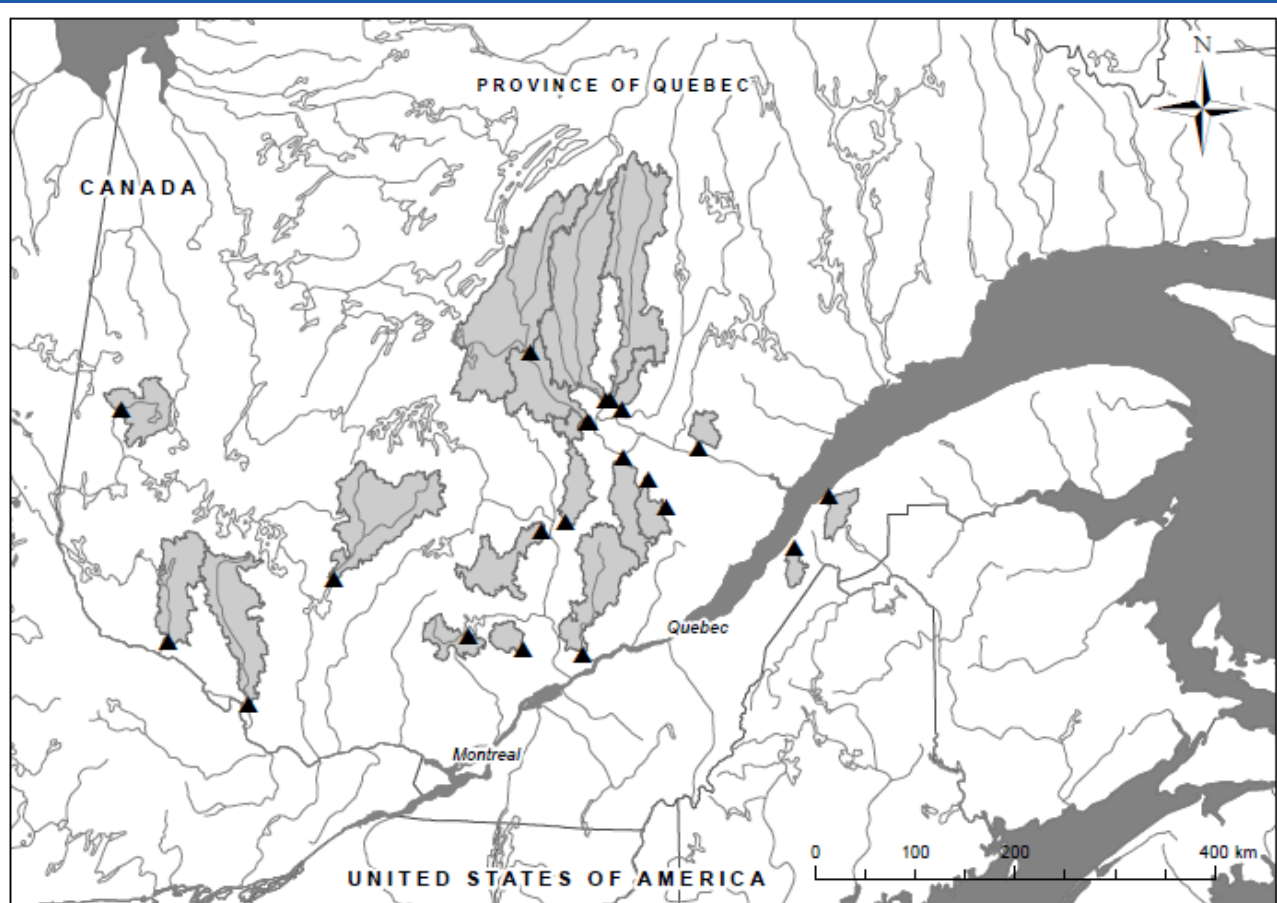 N
PROVINCE OF QUEBEC
CANADA
Quebec
Montreal
0 100 200 400 km
UNITED STATES OF AMERICA